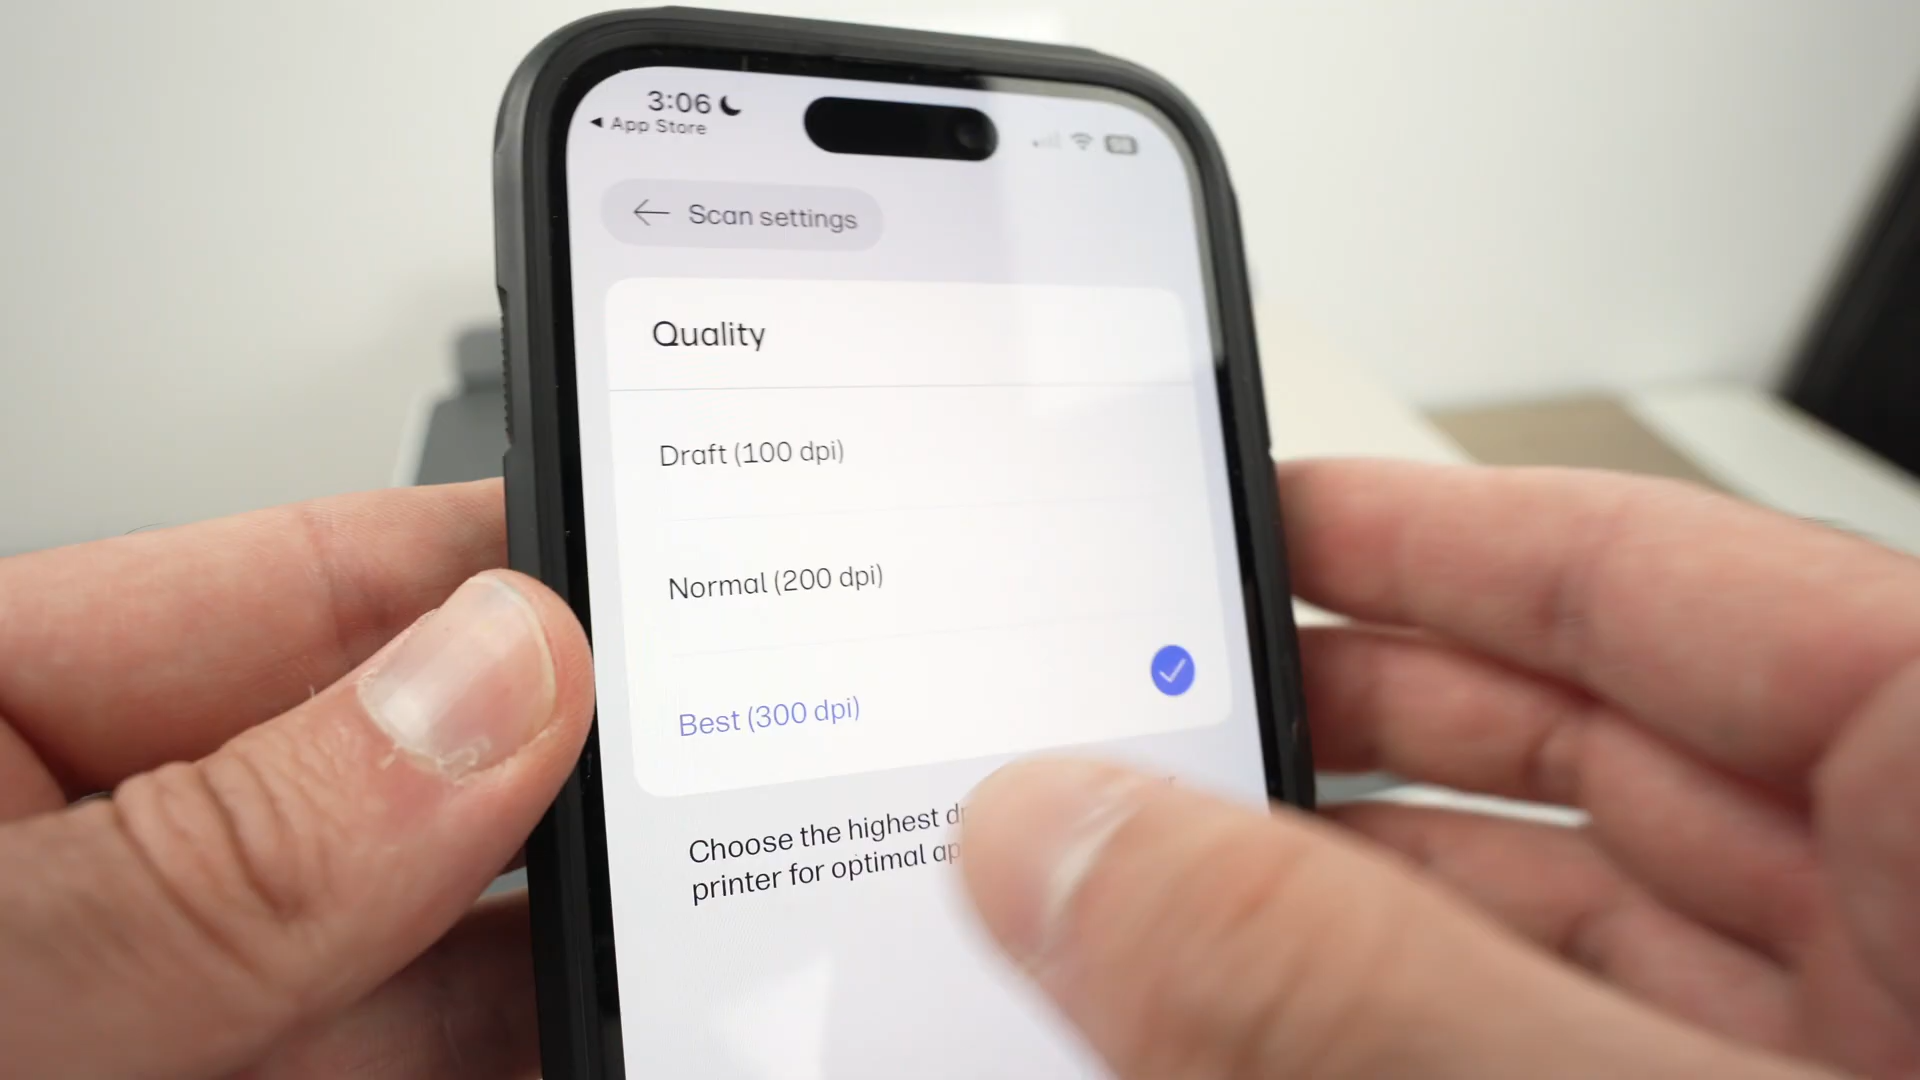 3:06
App Store
Scan settings
Quality
Draft (100 dpi)
Normal (200 dpi)
Best (300 dpi)
Choose the highest
printer for optimal